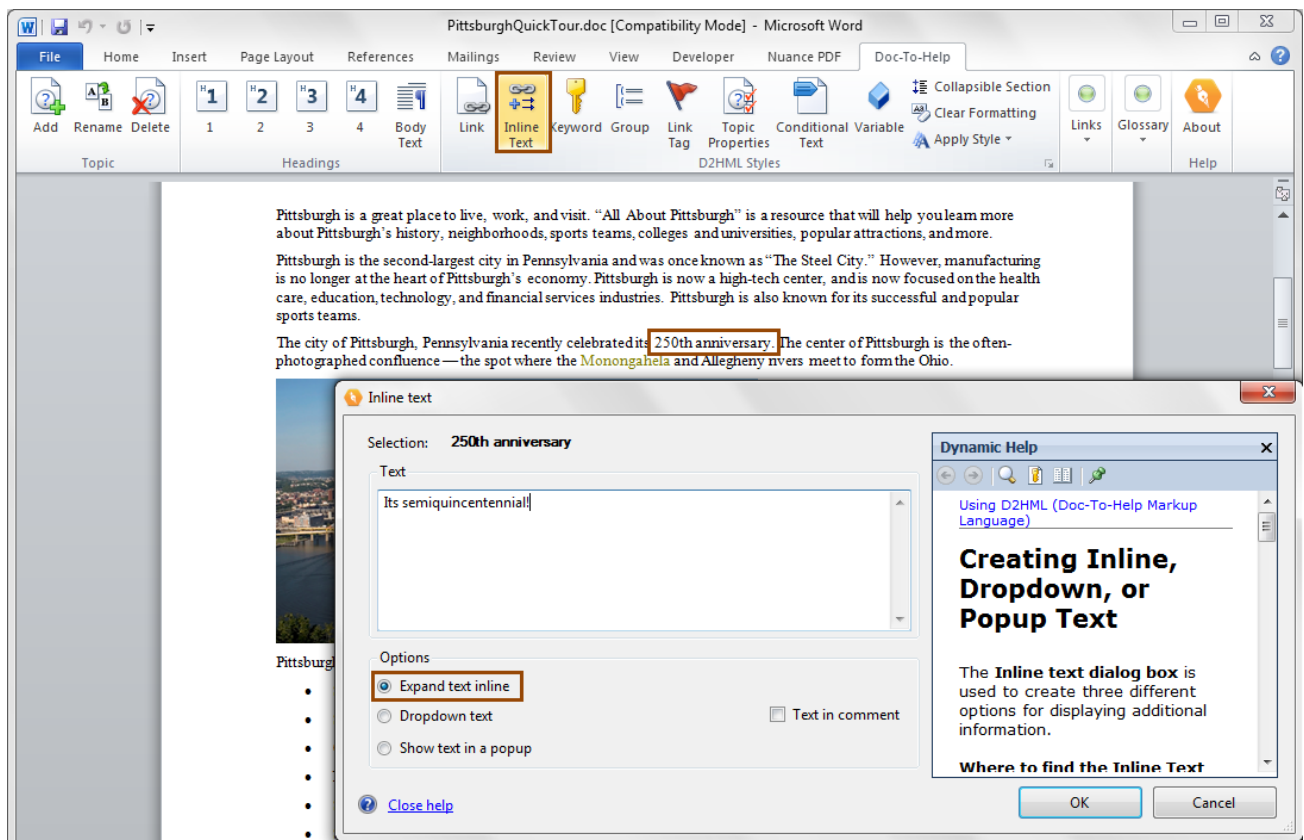 PittsburghQuickTour.doc [Compatibility Mode] - Microsoft Word
File Home Insert Page Layout References Mailings Review View Developer Nuance PDF Doc-To-Help
Add Rename Delete
Topic
H1 H2 H3 H4
1 2 3 4 Body Text
Headings
Link Inline Text Keyword Group Link Tag Topic Properties Conditional Text Variable
Collapsible Section
Clear Formatting
Apply Style
D2HML Styles
Links Glossary About
Help
Pittsburgh is a great place to live, work, and visit. “All About Pittsburgh” is a resource that will help you learn more
about Pittsburgh’s history, neighborhoods, sports teams, colleges and universities, popular attractions, and more.
Pittsburgh is the second-largest city in Pennsylvania and was once known as “The Steel City.” However, manufacturing
is no longer at the heart of Pittsburgh’s economy. Pittsburgh is now a high-tech center, and is now focused on the health
care, education, technology, and financial services industries. Pittsburgh is also known for its successful and popular
sports teams.
The city of Pittsburgh, Pennsylvania recently celebrated its 250th anniversary. The center of Pittsburgh is the often-
photographed confluence — the spot where the Monongahela and Allegheny rivers meet to form the Ohio.
Inline text
Selection: 250th anniversary
Text
Its semiquincentennial!
Options
Expand text inline
Dropdown text
Text in comment
Show text in a popup
Close help
Dynamic Help
Using D2HML (Doc-To-Help Markup
Language)
Creating Inline,
Dropdown, or
Popup Text
The Inline text dialog box is
used to create three different
options for displaying additional
information.
Where to find the Inline Text
OK Cancel